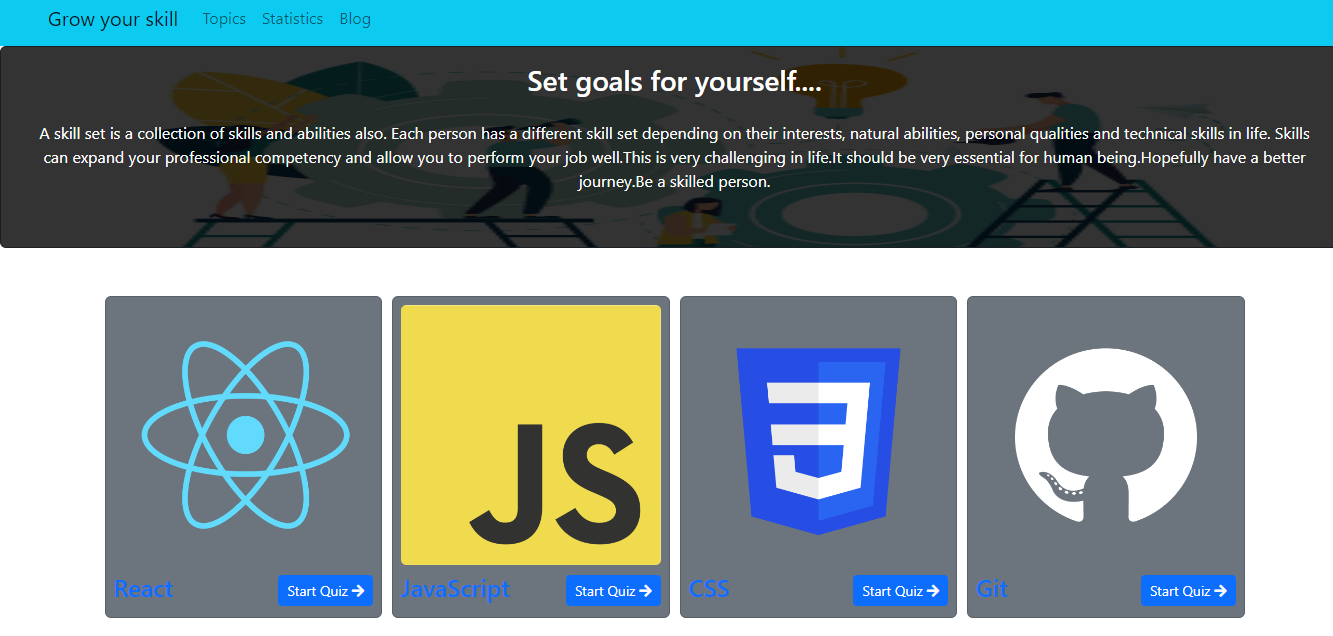 Grow your skill Topics Statistics Blog
Set goals for yourself....
A skill set is a collection of skills and abilities also. Each person has a different skill set depending on their interests, natural abilities, personal qualities and technical skills in life. Skills
can expand your professional competency and allow you to perform your job well.This is very challenging in life.It should be very essential for human being.Hopefully have a better
journey.Be a skilled person.
JS
React Start Quiz
JavaScript Start Quiz
CSS Start Quiz
Git Start Quiz